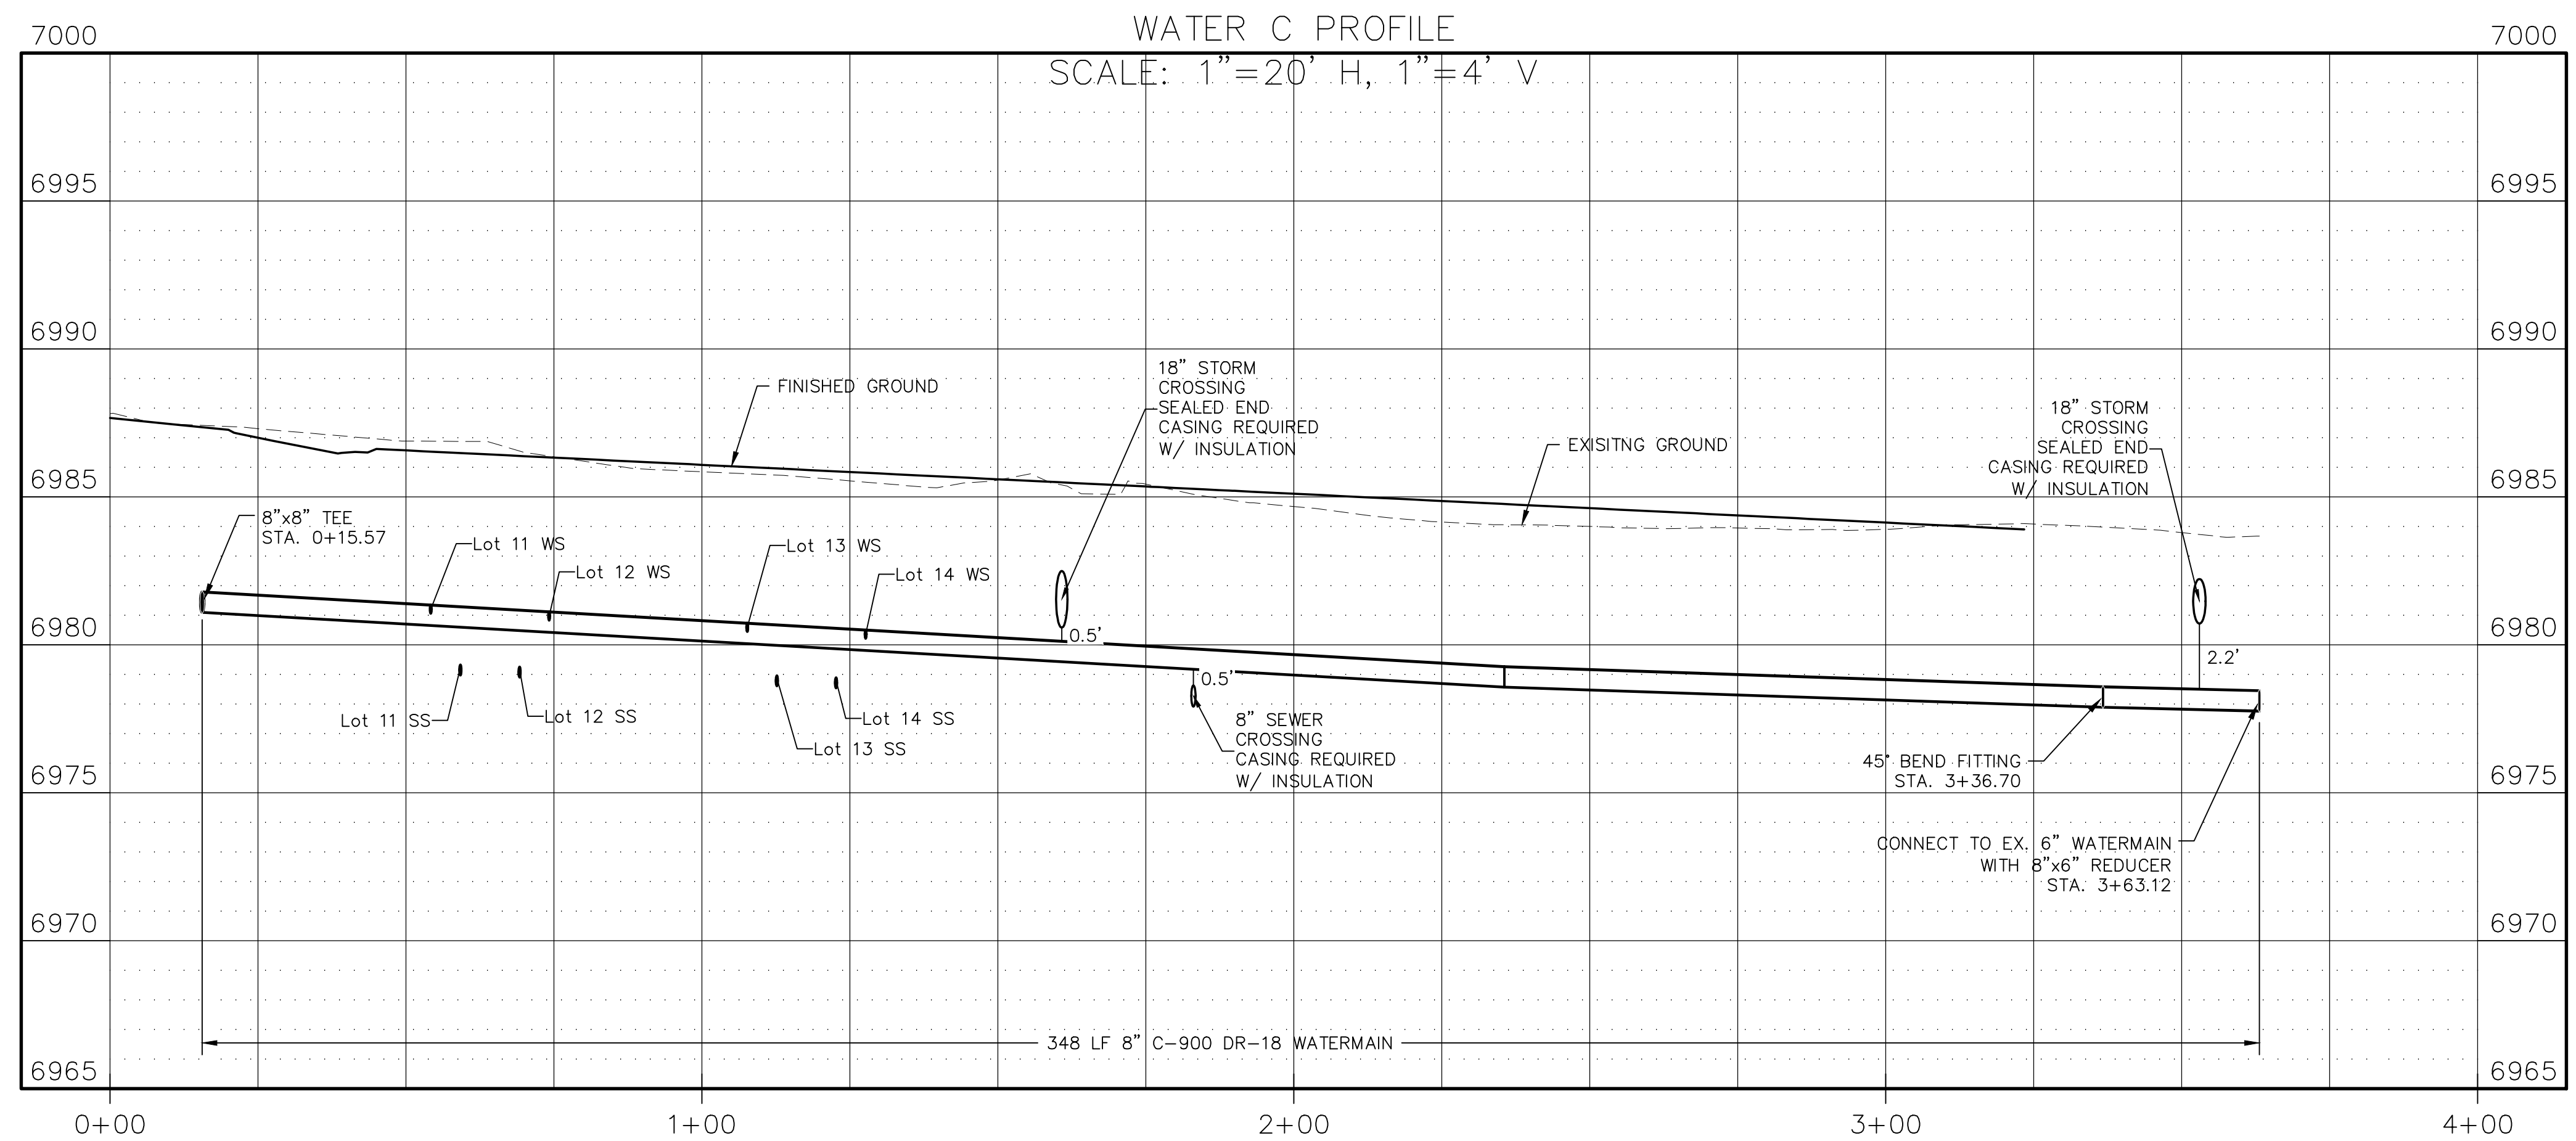 WATER C PROFILE
SCALE: 1"=20' H, 1"=4' V
7000
7000
6995
6995
6990
6990
6985
6985
6980
6980
6975
6975
6970
6970
6965
6965
FINISHED GROUND
18" STORM
CROSSING
SEALED END
CASING REQUIRED
W/ INSULATION
EXISITNG GROUND
18" STORM
CROSSING
SEALED END
CASING REQUIRED
W/ INSULATION
8"x8" TEE
STA. 0+15.57
Lot 11 WS
Lot 12 WS
Lot 13 WS
Lot 14 WS
0.5'
0.5'
2.2'
Lot 11 SS
Lot 12 SS
Lot 13 SS
Lot 14 SS
8" SEWER
CROSSING
CASING REQUIRED
W/ INSULATION
45° BEND FITTING
STA. 3+36.70
CONNECT TO EX. 6" WATERMAIN
WITH 8"x6" REDUCER
STA. 3+63.12
348 LF 8" C-900 DR-18 WATERMAIN
0+00
1+00
2+00
3+00
4+00